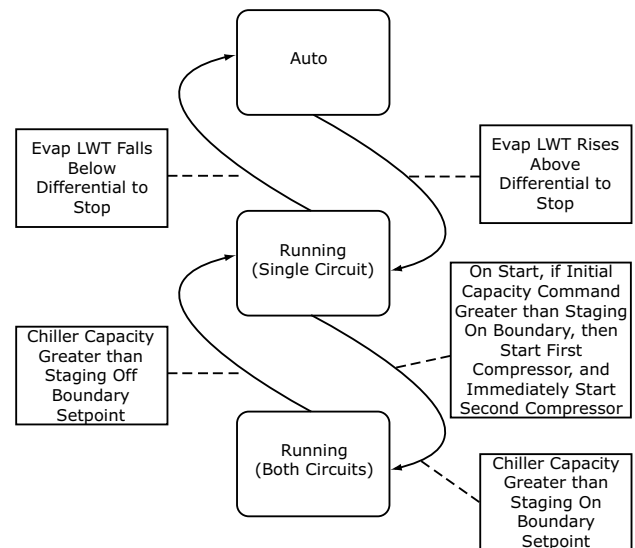 Auto
Evap LWT Falls
Below
Differential to
Stop
Evap LWT Rises
Above
Differential to
Stop
Running
(Single Circuit)
On Start, if Initial
Capacity Command
Greater than Staging
On Boundary, then
Start First
Compressor, and
Immediately Start
Second Compressor
Chiller Capacity
Greater than
Staging Off
Boundary
Setpoint
Running
(Both Circuits)
Chiller Capacity
Greater than
Staging On
Boundary
Setpoint